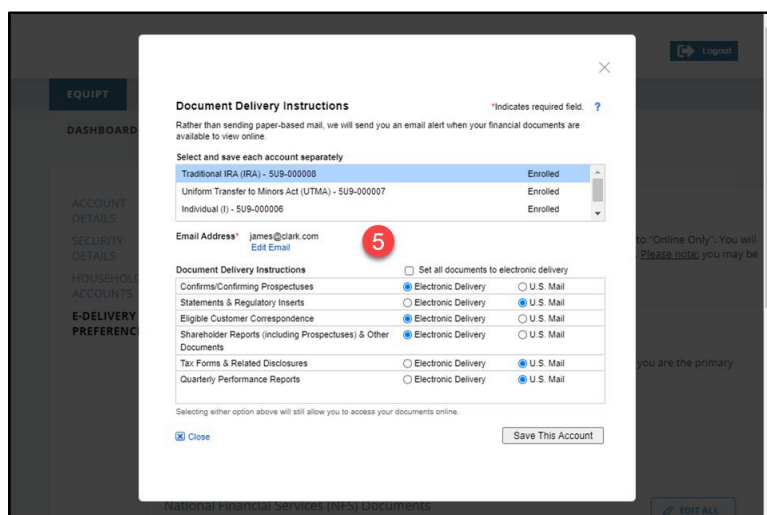 Logout
EQUIPT
DASHBOARD
Document Delivery Instructions *Indicates required field. ?
Rather than sending paper-based mail, we will send you an email alert when your financial documents are
available to view online.
Select and save each account separately
Traditional IRA (IRA) - 5U9-000008 Enrolled
Uniform Transfer to Minors Act (UTMA) - 5U9-000007 Enrolled
Individual (I) - 5U9-000006 Enrolled
ACCOUNT
DETAILS
SECURITY
DETAILS
HOUSEHOLD
ACCOUNTS
E-DELIVERY
PREFERENC
Email Address* james@clark.com
Edit Email
5
to "Online Only". You will
Please note: you may be
Document Delivery Instructions Set all documents to electronic delivery
Confirms/Confirming Prospectuses Electronic Delivery U.S. Mail
Statements & Regulatory Inserts Electronic Delivery U.S. Mail
Eligible Customer Correspondence Electronic Delivery U.S. Mail
Shareholder Reports (including Prospectuses) & Other
Documents Electronic Delivery U.S. Mail
Tax Forms & Related Disclosures Electronic Delivery U.S. Mail
Quarterly Performance Reports Electronic Delivery U.S. Mail
you are the primary
Selecting either option above will still allow you to access your documents online.
Close Save This Account
National Financial Services (NFS) Documents
EDIT ALL